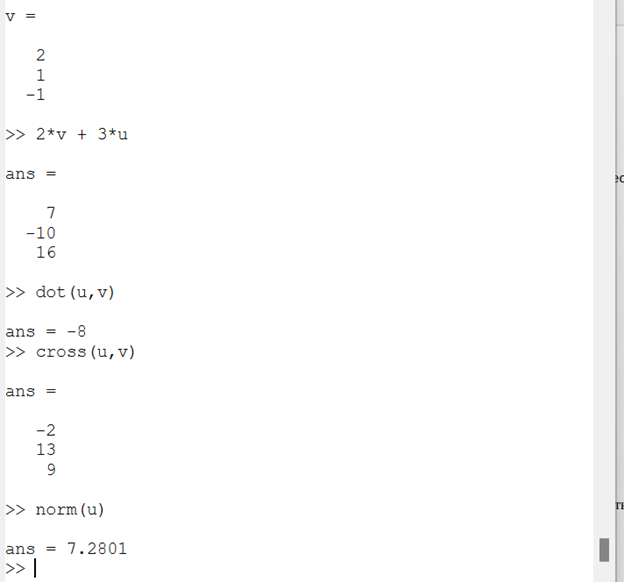 v =
2
1
-1
>> 2*v + 3*u
ans =
7
-10
16
>> dot(u,v)
ans = -8
>> cross(u,v)
ans =
-2
13
9
>> norm(u)
ans = 7.2801
>>